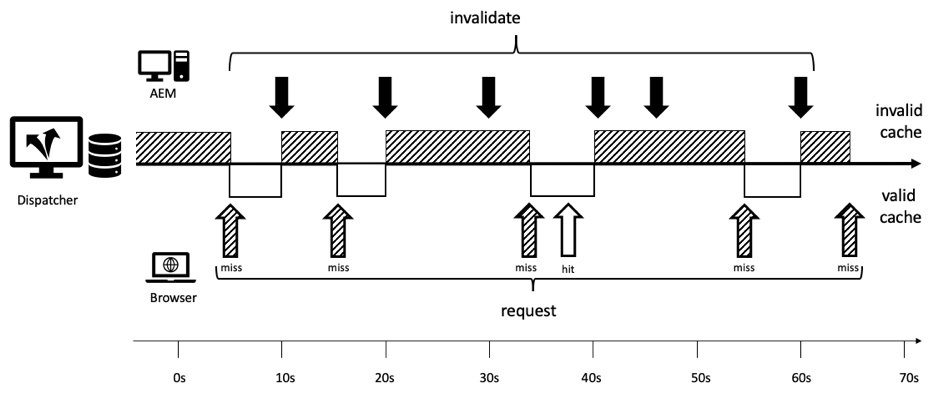 invalidate
AEM
invalid
cache
Dispatcher
valid
cache
miss
miss
miss
hit
miss
miss
Browser
request
0s
10s
20s
30s
40s
50s
60s
70s